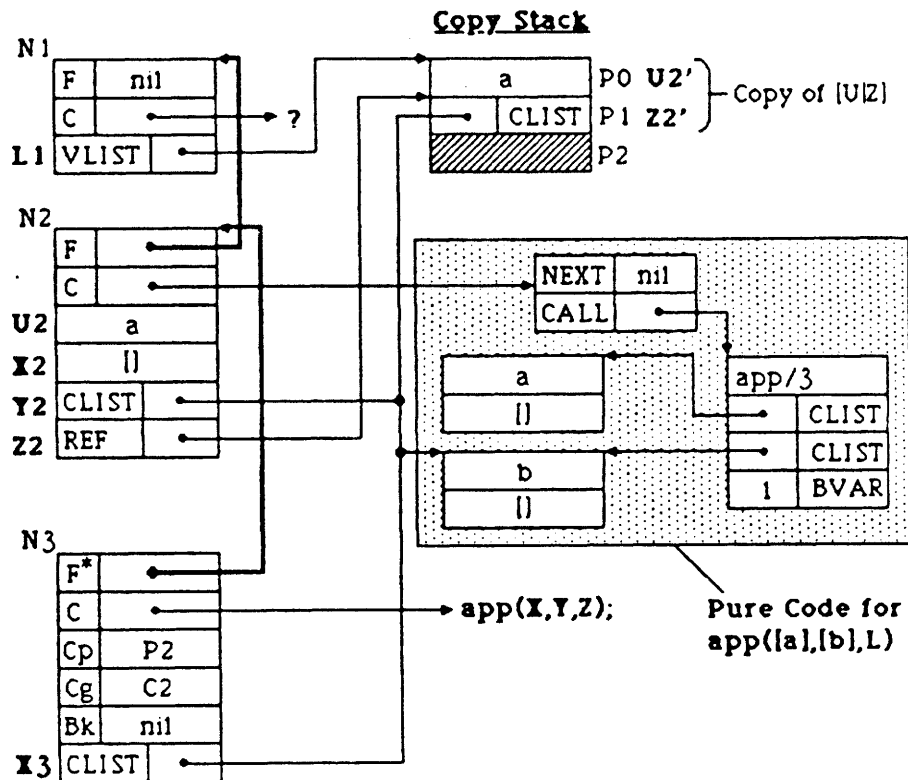 Copy Stack
N1
F nil
C ?
L1 VLIST
a P0 U2'
CLIST P1 Z2'
P2
Copy of [U|Z]
N2
F
C
U2 a
X2 []
Y2 CLIST
Z2 REF
NEXT nil
CALL
a
[]
b
[]
app/3
CLIST
CLIST
1 BVAR
N3
F*
C
Cp P2
Cg C2
Bk nil
X3 CLIST
app(X,Y,Z);
Pure Code for
app([a],[b],L)